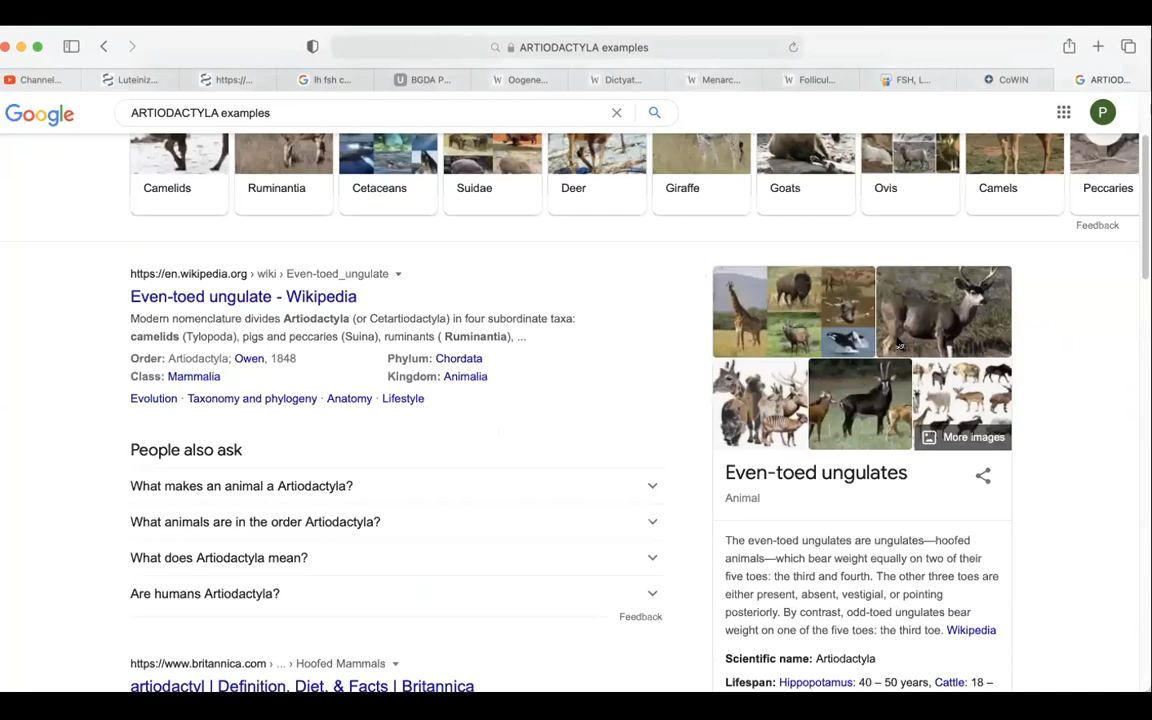 ARTIODACTYLA examples
Channel...
Luteiniz...
https://...
lh fsh c...
BGDA P...
Oogene...
Dictyat...
Menarc...
Follicul...
FSH, L...
CoWIN
ARTIOD...
Google
ARTIODACTYLA examples
P
Camelids
Ruminantia
Cetaceans
Suidae
Deer
Giraffe
Goats
Ovis
Camels
Peccaries
Feedback
https://en.wikipedia.org › wiki › Even-toed_ungulate
Even-toed ungulate - Wikipedia
Modern nomenclature divides Artiodactyla (or Cetartiodactyla) in four subordinate taxa:
camelids (Tylopoda), pigs and peccaries (Suina), ruminants ( Ruminantia), ...
Order: Artiodactyla; Owen, 1848
Phylum: Chordata
Class: Mammalia
Kingdom: Animalia
Evolution · Taxonomy and phylogeny · Anatomy · Lifestyle
People also ask
What makes an animal a Artiodactyla?
What animals are in the order Artiodactyla?
What does Artiodactyla mean?
Are humans Artiodactyla?
Feedback
https://www.britannica.com › ... › Hoofed Mammals
artiodactyl | Definition, Diet, & Facts | Britannica
More images
Even-toed ungulates
Animal
The even-toed ungulates are ungulates—hoofed
animals—which bear weight equally on two of their
five toes: the third and fourth. The other three toes are
either present, absent, vestigial, or pointing
posteriorly. By contrast, odd-toed ungulates bear
weight on one of the five toes: the third toe. Wikipedia
Scientific name: Artiodactyla
Lifespan: Hippopotamus: 40 – 50 years, Cattle: 18 –